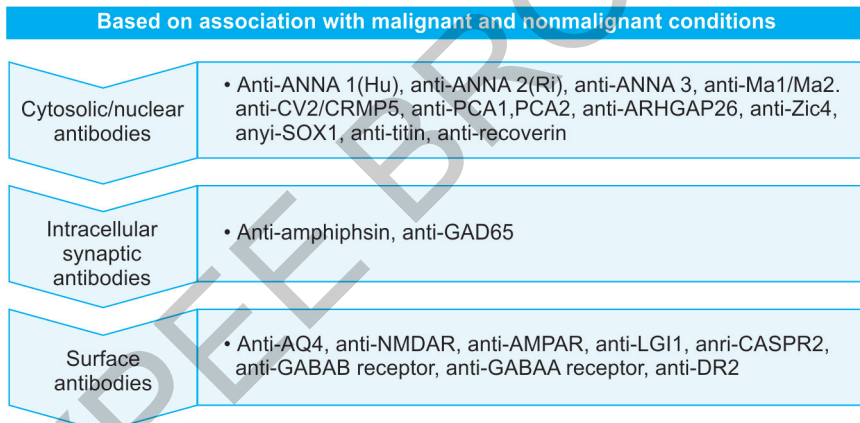 Based on association with malignant and nonmalignant conditions
Cytosolic/nuclear
antibodies
• Anti-ANNA 1(Hu), anti-ANNA 2(Ri), anti-ANNA 3, anti-Ma1/Ma2.
anti-CV2/CRMP5, anti-PCA1,PCA2, anti-ARHGAP26, anti-Zic4,
anyi-SOX1, anti-titin, anti-recoverin
Intracellular
synaptic
antibodies
• Anti-amphiphsin, anti-GAD65
Surface
antibodies
• Anti-AQ4, anti-NMDAR, anti-AMPAR, anti-LGI1, anri-CASPR2,
anti-GABAB receptor, anti-GABAA receptor, anti-DR2